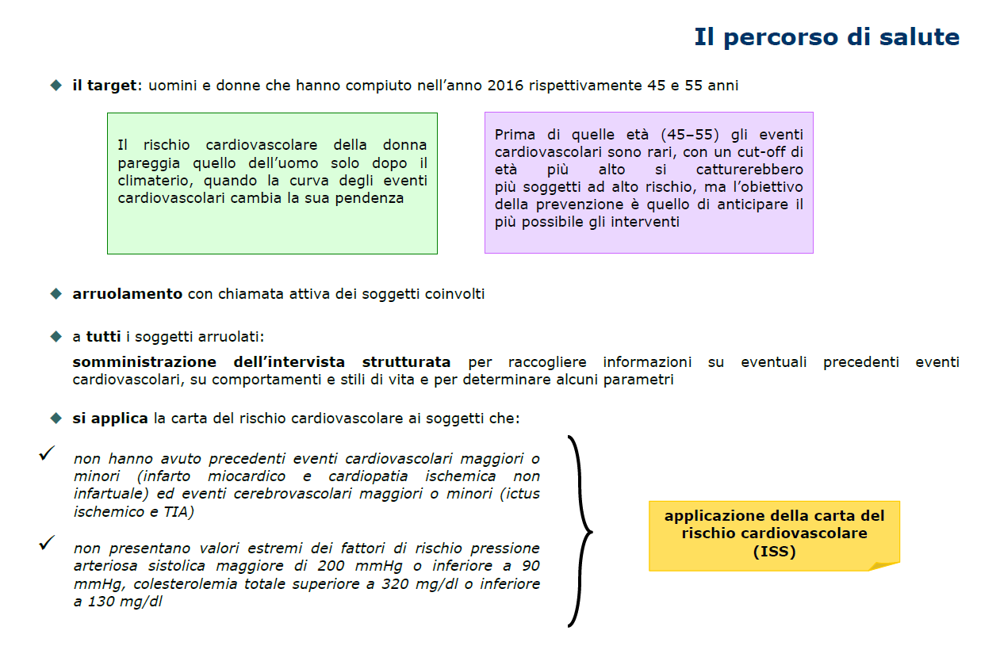 Il percorso di salute
il target: uomini e donne che hanno compiuto nell’anno 2016 rispettivamente 45 e 55 anni
Il rischio cardiovascolare della donna
pareggia quello dell’uomo solo dopo il
climaterio, quando la curva degli eventi
cardiovascolari cambia la sua pendenza
Prima di quelle età (45–55) gli eventi
cardiovascolari sono rari, con un cut-off di
età più alto si catturerebbero
più soggetti ad alto rischio, ma l’obiettivo
della prevenzione è quello di anticipare il
più possibile gli interventi
arruolamento con chiamata attiva dei soggetti coinvolti
a tutti i soggetti arruolati:
somministrazione dell’intervista strutturata per raccogliere informazioni su eventuali precedenti eventi
cardiovascolari, su comportamenti e stili di vita e per determinare alcuni parametri
si applica la carta del rischio cardiovascolare ai soggetti che:
non hanno avuto precedenti eventi cardiovascolari maggiori o
minori (infarto miocardico e cardiopatia ischemica non
infartuale) ed eventi cerebrovascolari maggiori o minori (ictus
ischemico e TIA)
non presentano valori estremi dei fattori di rischio pressione
arteriosa sistolica maggiore di 200 mmHg o inferiore a 90
mmHg, colesterolemia totale superiore a 320 mg/dl o inferiore
a 130 mg/dl
applicazione della carta del
rischio cardiovascolare
(ISS)